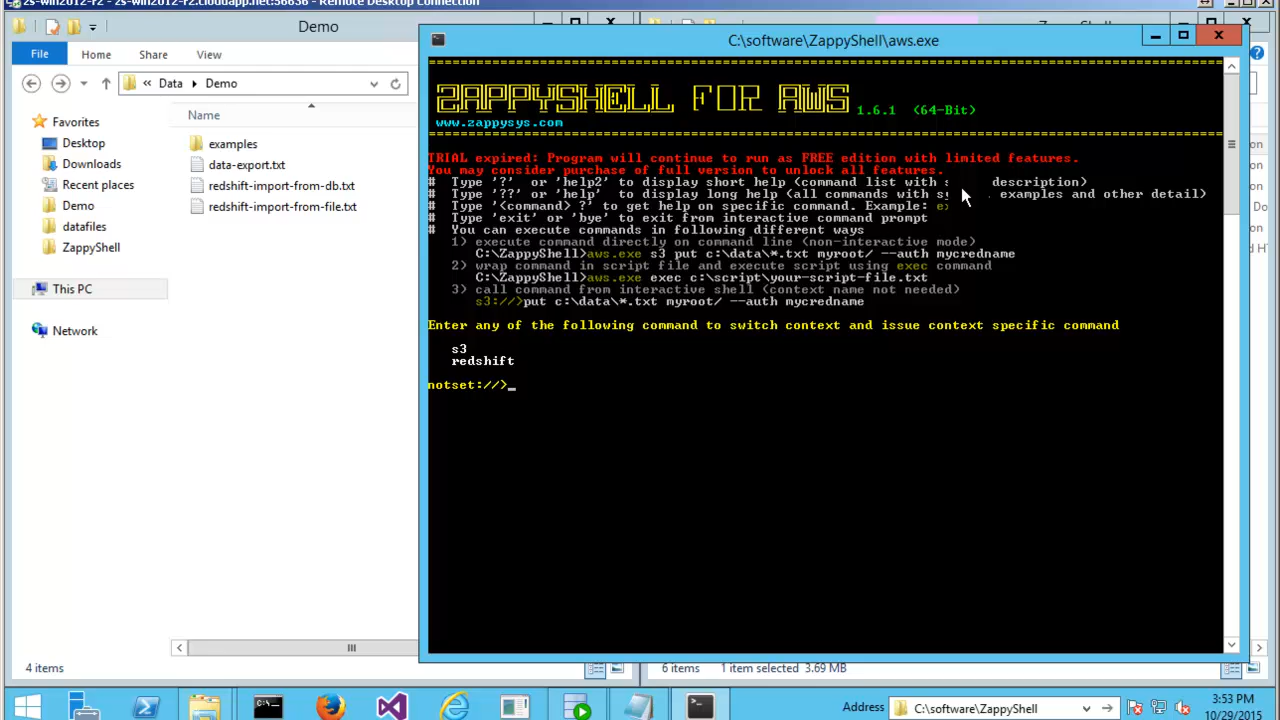 zs-win2012-r2 - zs-win2012-r2.cloudapp.net:56636 - Remote Desktop Connection
Demo
File
Home
Share
View
Data
Demo
Name
Favorites
Desktop
Downloads
Recent places
Demo
datafiles
ZappyShell
This PC
Network
examples
data-export.txt
redshift-import-from-db.txt
redshift-import-from-file.txt
4 items
C:\software\ZappyShell\aws.exe
ZAPPYSHELL FOR AWS 1.6.1 (64-Bit)
www.zappysys.com
TRIAL expired: Program will continue to run as FREE edition with limited features.
You may consider purchase of full version to unlock all features.
# Type '?' or 'help2' to display short help (command list with description)
# Type '??' or 'help' to display long help (all commands with examples and other detail)
# Type '<command> ?' to get help on specific command. Example:
# Type 'exit' or 'bye' to exit from interactive command prompt
# You can execute commands in following different ways
1) execute command directly on command line (non-interactive mode)
C:\ZappyShell>aws.exe s3 put c:\data\*.txt myroot/ --auth mycredname
2) wrap command in script file and execute script using exec command
C:\ZappyShell>aws.exe exec c:\script\your-script-file.txt
3) call command from interactive shell (context name not needed)
s3://>put c:\data\*.txt myroot/ --auth mycredname
Enter any of the following command to switch context and issue context specific command
s3
redshift
notset://>_
6 items
1 item selected 3.69 MB
Address
C:\software\ZappyShell
3:53 PM
10/29/2015